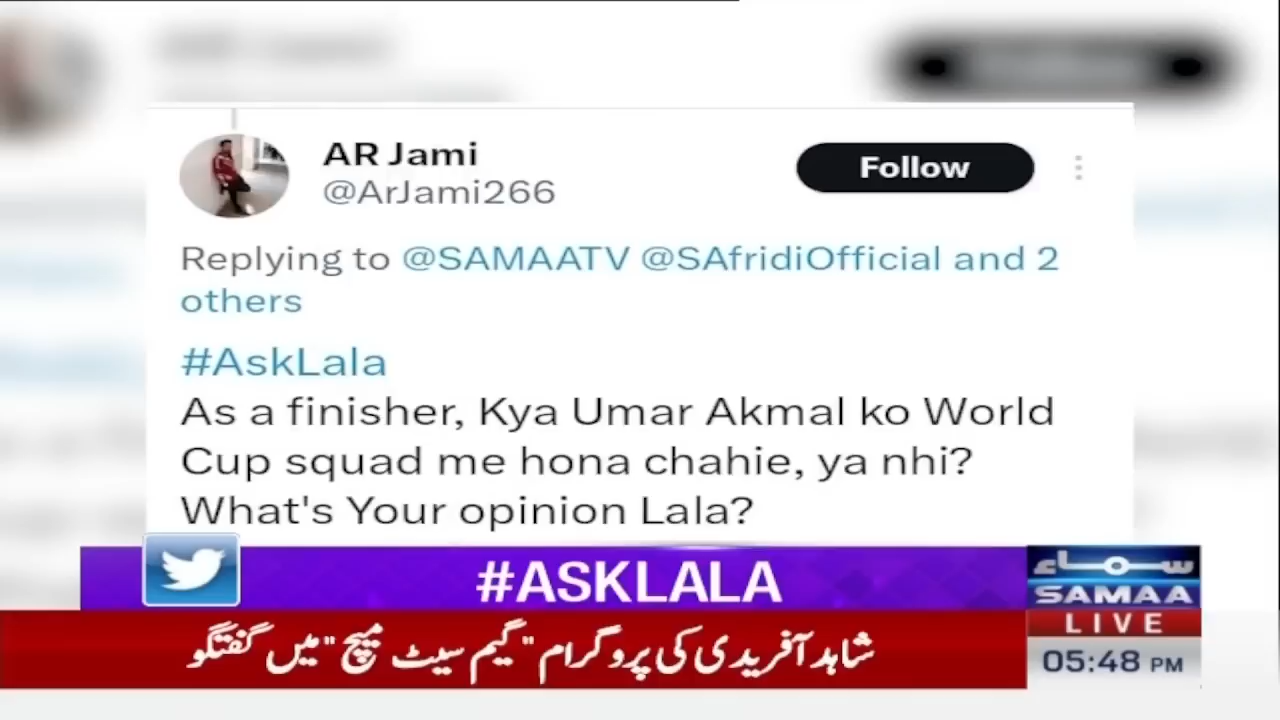 AR Jami
@ArJami266
Follow
Replying to @SAMAATV @SAfridiOfficial and 2
others
#AskLala
As a finisher, Kya Umar Akmal ko World
Cup squad me hona chahie, ya nhi?
What's Your opinion Lala?
#ASKLALA
سماء
SAMAA
LIVE
05:48 PM
شاہد آفریدی کی پروگرام "گیم سیٹ میچ" میں گفتگو